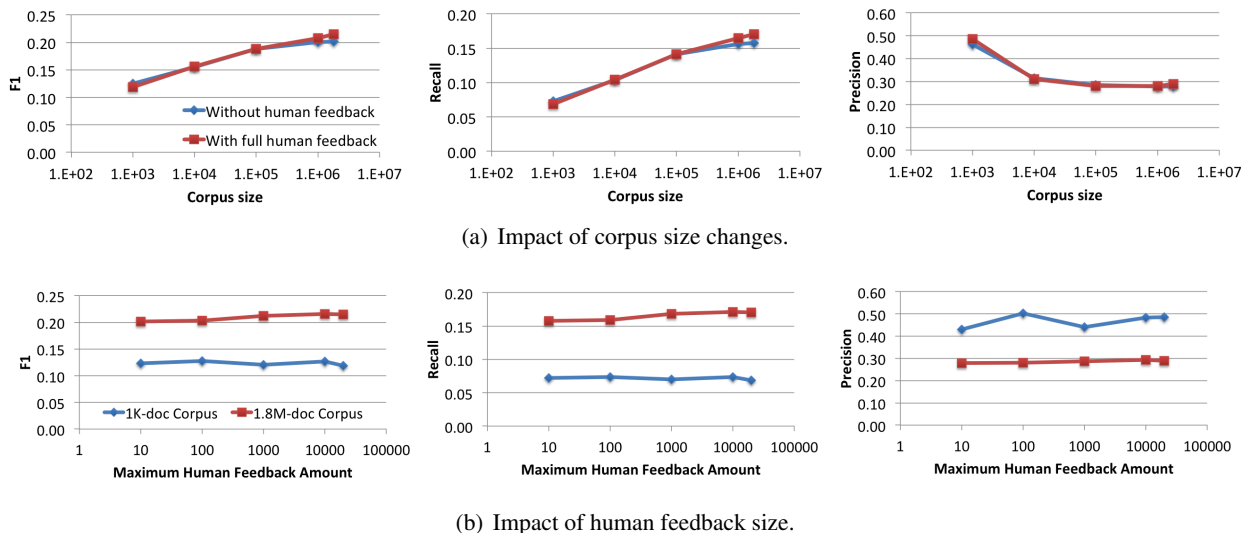 F1
0.25
0.20
0.15
0.10
0.05
0.00
Without human feedback
With full human feedback
1.E+02 1.E+03 1.E+04 1.E+05 1.E+06 1.E+07
Corpus size
Recall
0.20
0.15
0.10
0.05
0.00
1.E+02 1.E+03 1.E+04 1.E+05 1.E+06 1.E+07
Corpus size
Precision
0.60
0.50
0.40
0.30
0.20
0.10
0.00
1.E+02 1.E+03 1.E+04 1.E+05 1.E+06 1.E+07
Corpus size
(a) Impact of corpus size changes.
F1
0.25
0.20
0.15
0.10
0.05
0.00
1K-doc Corpus 1.8M-doc Corpus
1 10 100 1000 10000 100000
Maximum Human Feedback Amount
Recall
0.20
0.15
0.10
0.05
0.00
1 10 100 1000 10000 100000
Maximum Human Feedback Amount
Precision
0.60
0.50
0.40
0.30
0.20
0.10
0.00
1 10 100 1000 10000 100000
Maximum Human Feedback Amount
(b) Impact of human feedback size.